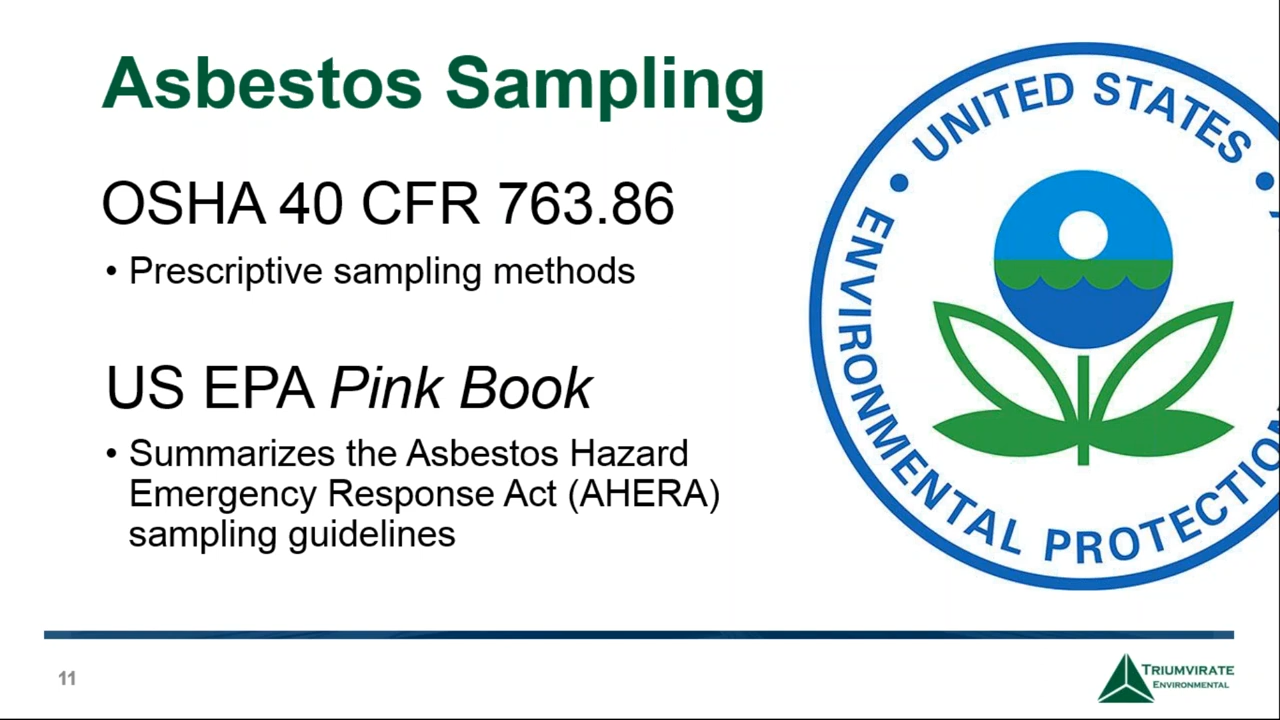 Asbestos Sampling
OSHA 40 CFR 763.86
• Prescriptive sampling methods
US EPA Pink Book
• Summarizes the Asbestos Hazard
Emergency Response Act (AHERA)
sampling guidelines
UNITED STATES
ENVIRONMENTAL PROTECTION
11
TRIUMVIRATE
ENVIRONMENTAL